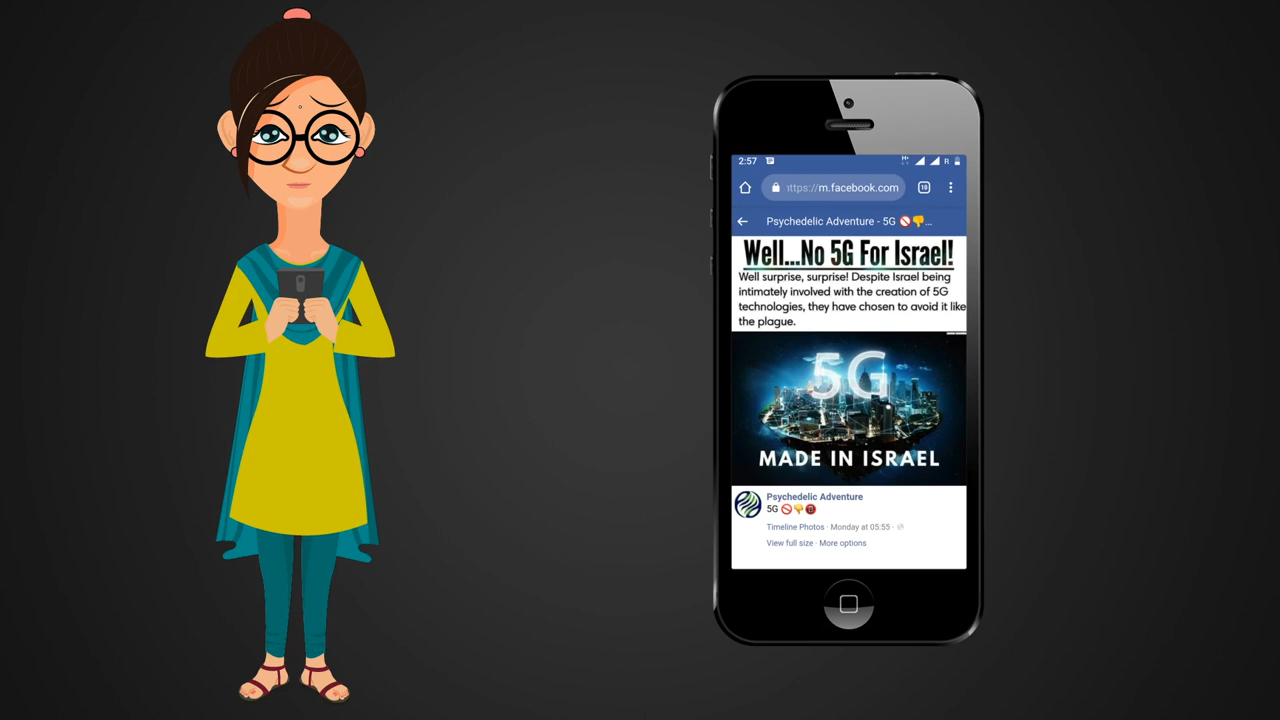 2:57 H+ R
https://m.facebook.com 19
Psychedelic Adventure - 5G 🚫👎...
Well...No 5G For Israel!
Well surprise, surprise! Despite Israel being
intimately involved with the creation of 5G
technologies, they have chosen to avoid it like
the plague.
5G
MADE IN ISRAEL
Psychedelic Adventure
5G 🚫👎📵
Timeline Photos · Monday at 05:55 ·
View full size · More options